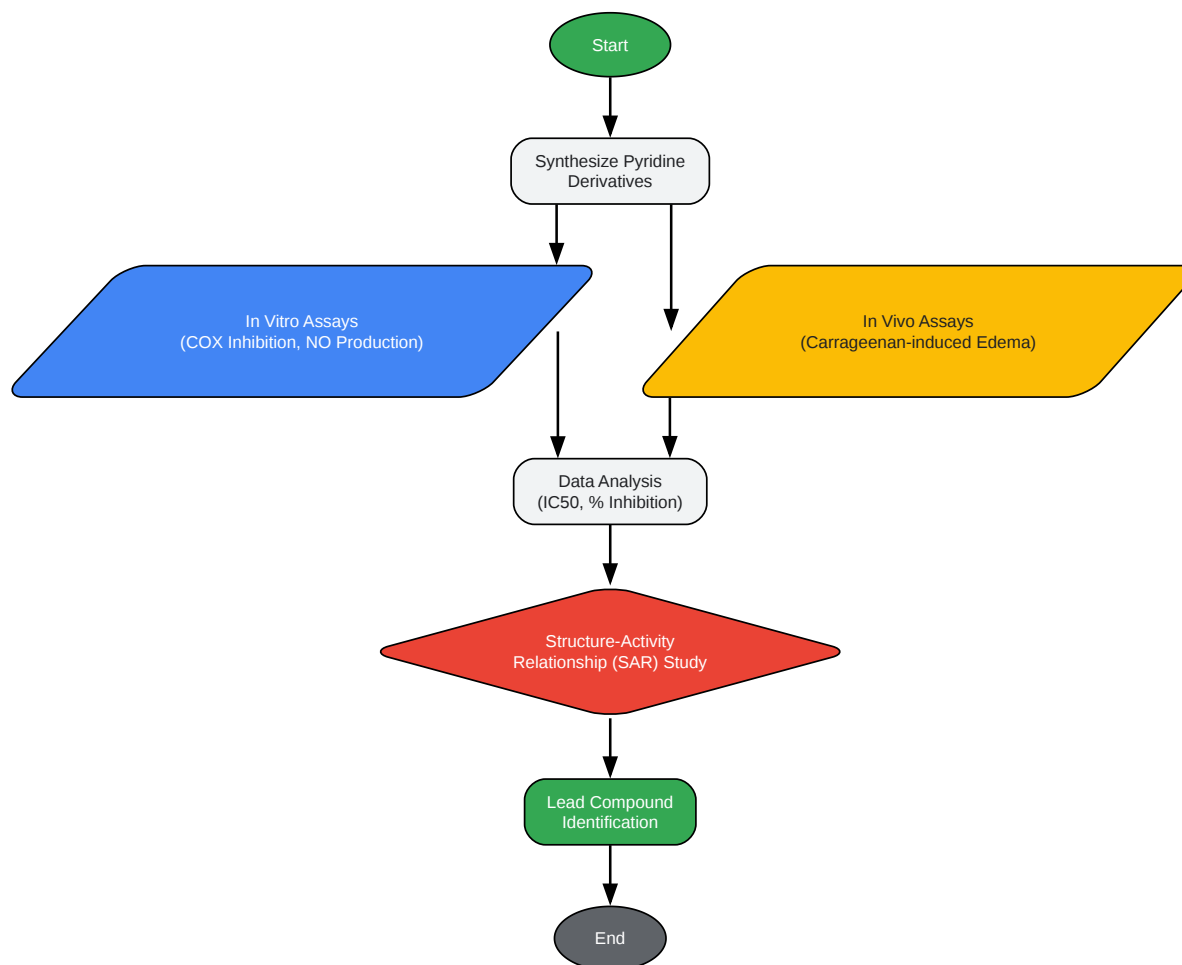 Start
Synthesize Pyridine
Derivatives
In Vitro Assays
(COX Inhibition, NO Production)
In Vivo Assays
(Carrageenan-induced Edema)
Data Analysis
(IC50, % Inhibition)
Structure-Activity
Relationship (SAR) Study
Lead Compound
Identification
End